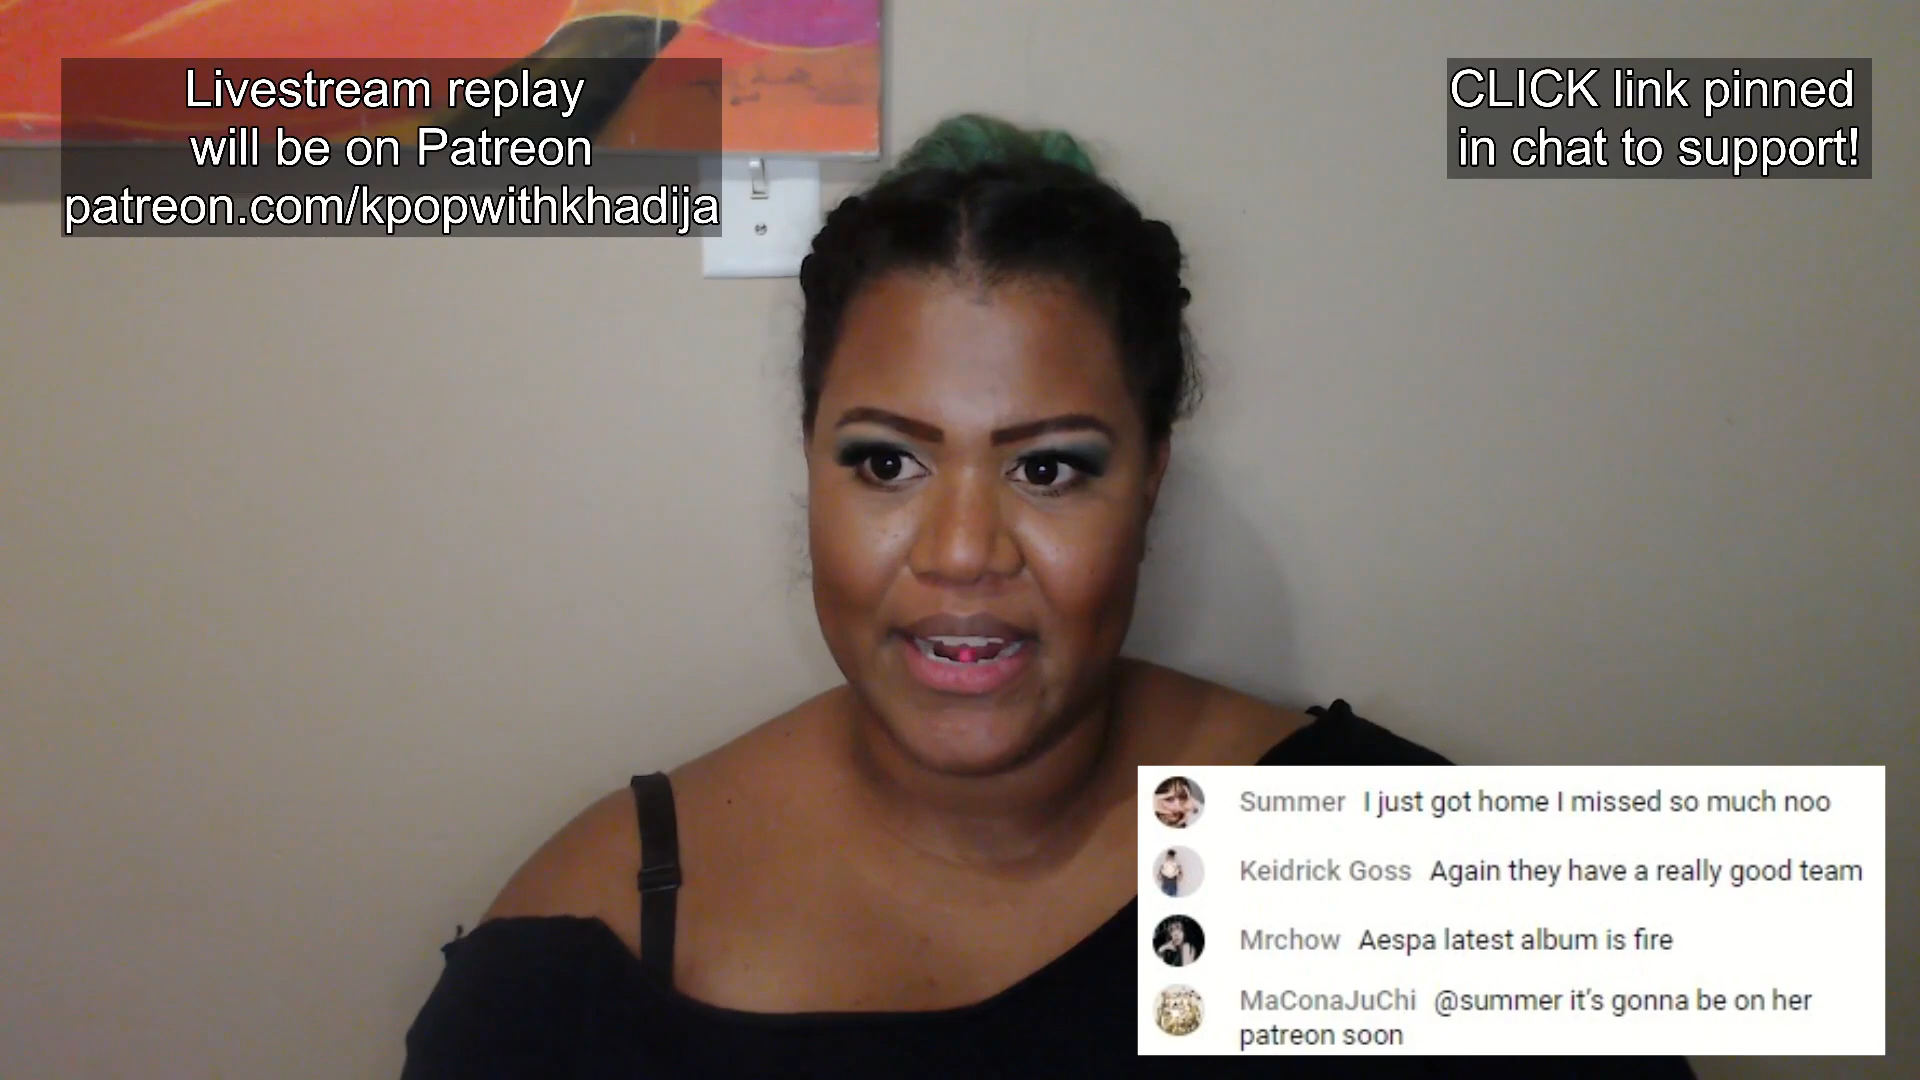 Livestream replay
will be on Patreon
patreon.com/kpopwithkhadija
CLICK link pinned
in chat to support!
Summer I just got home I missed so much noo
Keidrick Goss Again they have a really good team
Mrchow Aespa latest album is fire
MaConaJuChi @summer it's gonna be on her
patreon soon